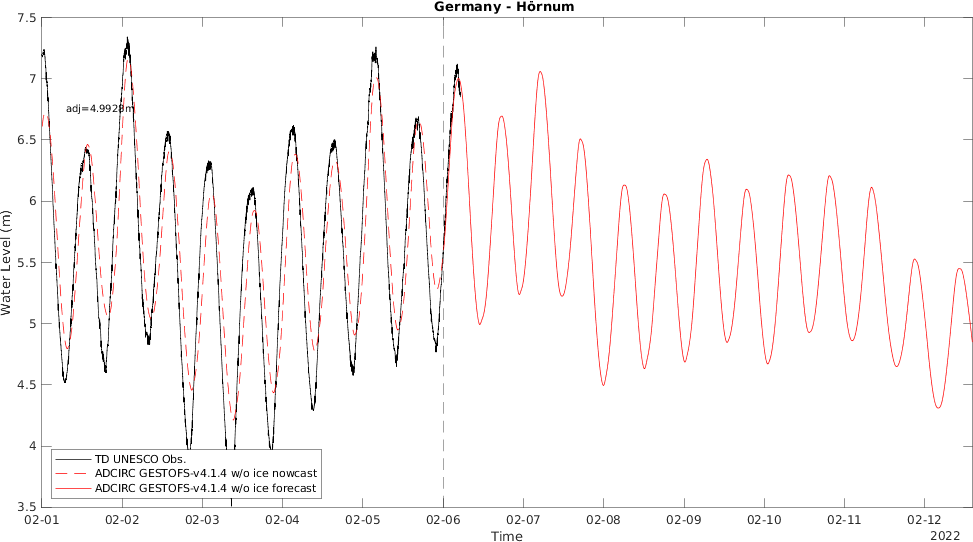 Germany - Hörnum
7.5
7
6.5
6
5.5
5
4.5
4
3.5
Water Level (m)
adj=4.9928m
TD UNESCO Obs.
ADCIRC GESTOFS-v4.1.4 w/o ice nowcast
ADCIRC GESTOFS-v4.1.4 w/o ice forecast
02-01 02-02 02-03 02-04 02-05 02-06 02-07 02-08 02-09 02-10 02-11 02-12
2022
Time